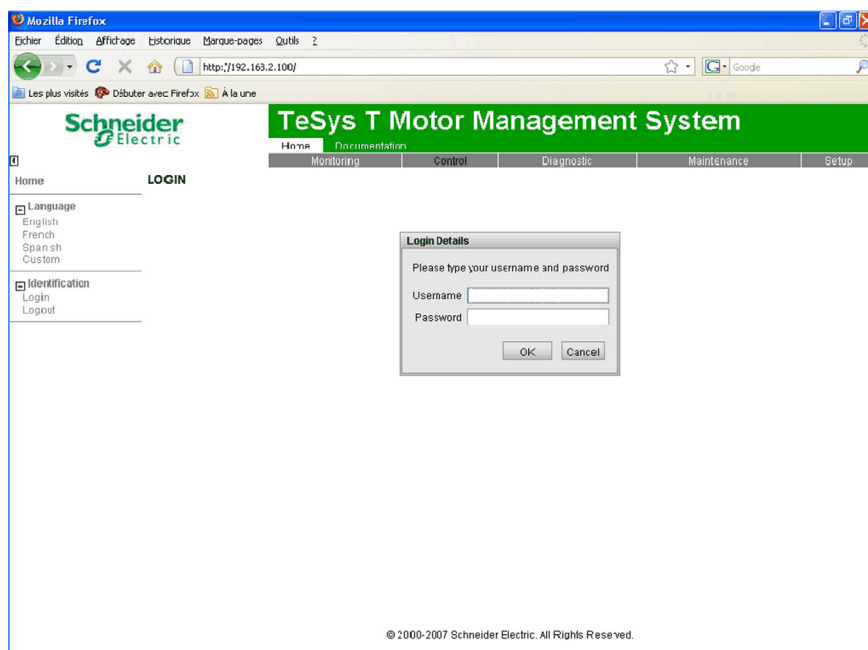 Mozilla Firefox
Fichier Édition Affichage Historique Marque-pages Outils ?
http://192.163.2.100/
Google
Les plus visités Débuter avec Firefox À la une
Schneider
Electric
TeSys T Motor Management System
Home Documentation
Monitoring Control Diagnostic Maintenance Setup
Home
LOGIN
Language
English
French
Spanish
Custom
Identification
Login
Logout
Login Details
Please type your username and password
Username
Password
OK Cancel
© 2000-2007 Schneider Electric. All Rights Reserved.